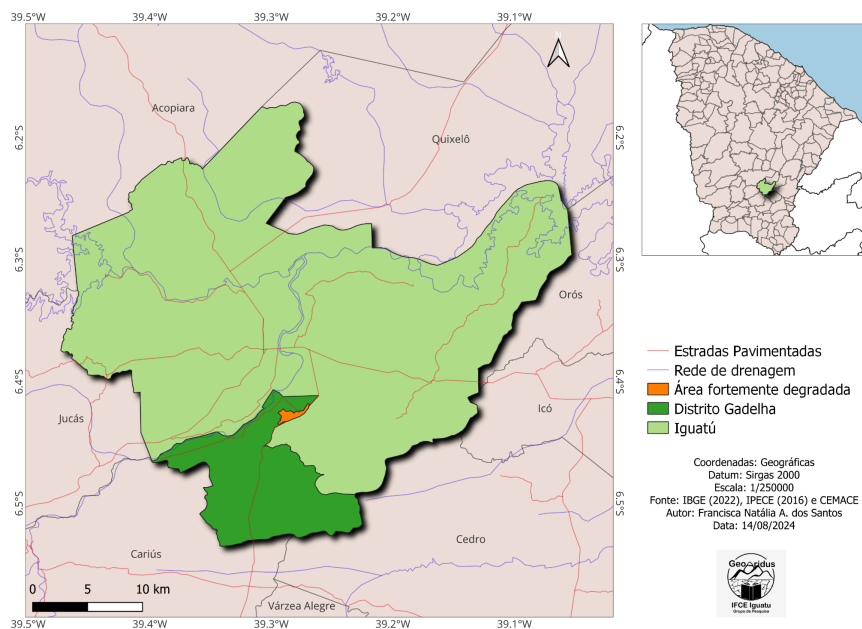 39.5°W 39.4°W 39.3°W 39.2°W 39.1°W
N
Acopiara
Quixelô
6.2°S 6.2°S
6.3°S 6.3°S
Orós
6.4°S 6.4°S
Jucás
Icó
6.5°S 6.5°S
Cariús
Cedro
Várzea Alegre
0 5 10 km
39.5°W 39.4°W 39.3°W 39.2°W 39.1°W
Estradas Pavimentadas
Rede de drenagem
Área fortemente degradada
Distrito Gadelha
Iguatú
Coordenadas: Geográficas
Datum: Sirgas 2000
Escala: 1/250000
Fonte: IBGE (2022), IPECE (2016) e CEMACE
Autor: Francisca Natália A. dos Santos
Data: 14/08/2024
IFCE Iguatu
Grupo de Pesquisa